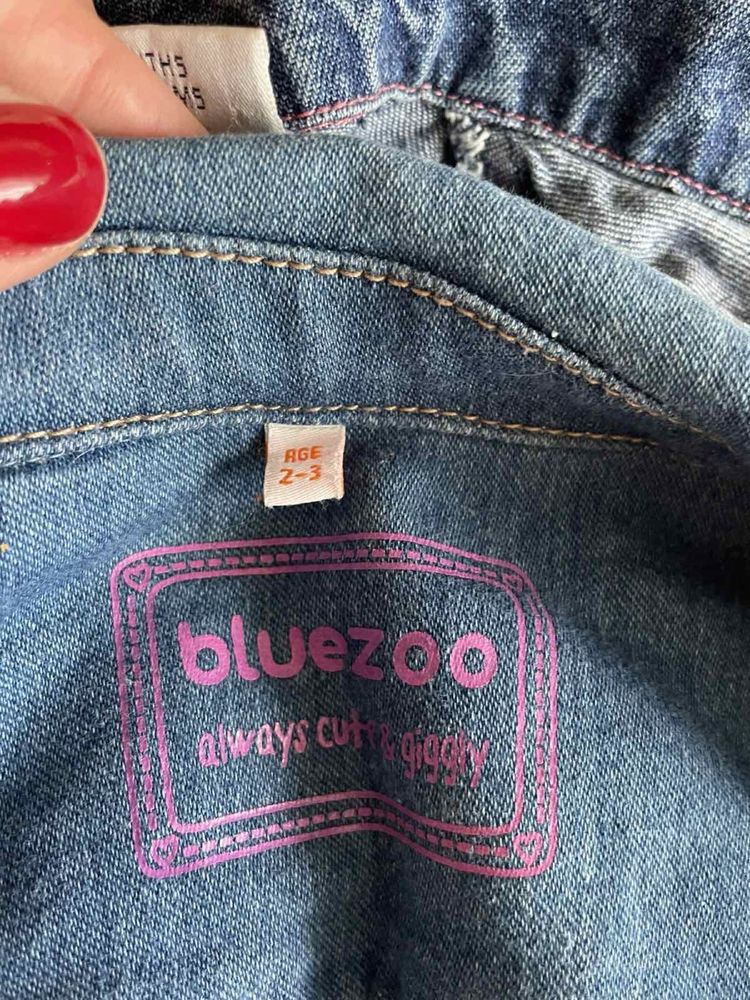 AGE
2-3
bluezoo
always cute & giggly